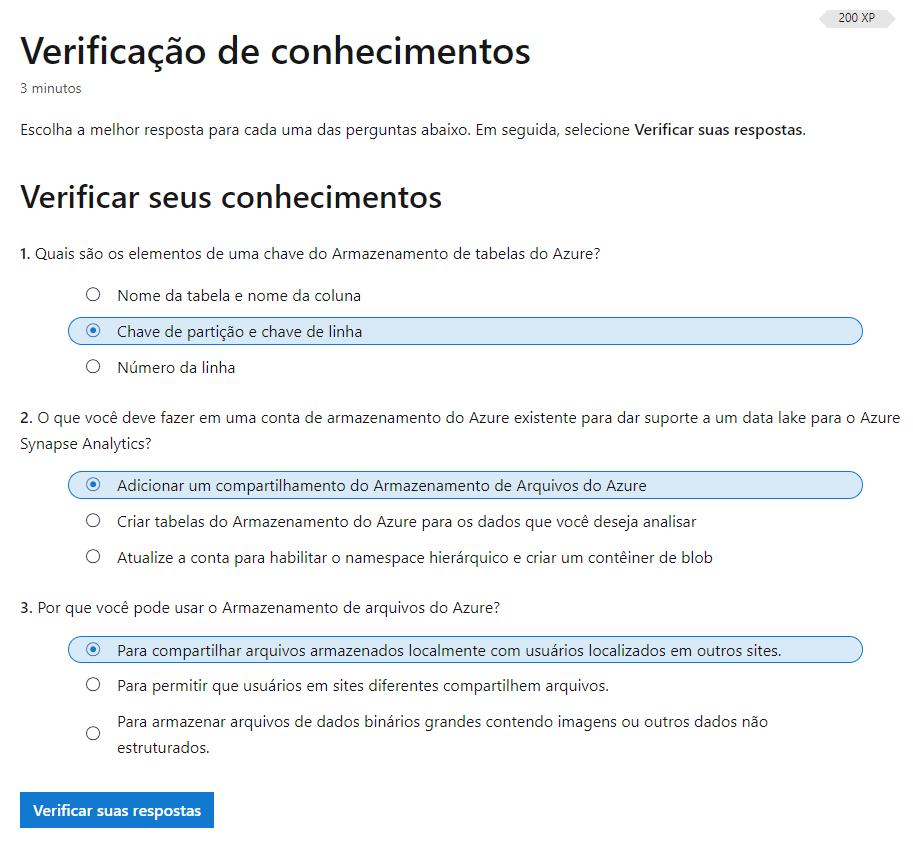 200 XP
Verificação de conhecimentos
3 minutos
Escolha a melhor resposta para cada uma das perguntas abaixo. Em seguida, selecione Verificar suas respostas.
Verificar seus conhecimentos
1. Quais são os elementos de uma chave do Armazenamento de tabelas do Azure?
Nome da tabela e nome da coluna
Chave de partição e chave de linha
Número da linha
2. O que você deve fazer em uma conta de armazenamento do Azure existente para dar suporte a um data lake para o Azure
Synapse Analytics?
Adicionar um compartilhamento do Armazenamento de Arquivos do Azure
Criar tabelas do Armazenamento do Azure para os dados que você deseja analisar
Atualize a conta para habilitar o namespace hierárquico e criar um contêiner de blob
3. Por que você pode usar o Armazenamento de arquivos do Azure?
Para compartilhar arquivos armazenados localmente com usuários localizados em outros sites.
Para permitir que usuários em sites diferentes compartilhem arquivos.
Para armazenar arquivos de dados binários grandes contendo imagens ou outros dados não
estruturados.
Verificar suas respostas